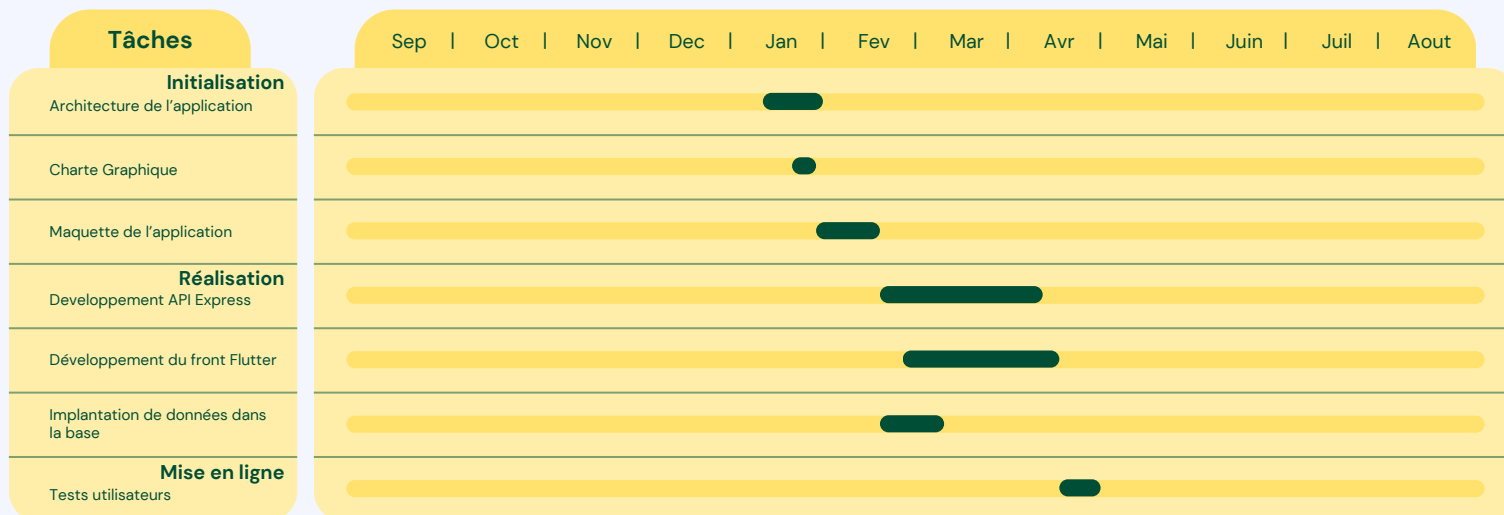 Tâches
Sep | Oct | Nov | Dec | Jan | Fev | Mar | Avr | Mai | Juin | Juil | Aout
Initialisation
Architecture de l’application
Charte Graphique
Maquette de l’application
Réalisation
Developpement API Express
Développement du front Flutter
Implantation de données dans
la base
Mise en ligne
Tests utilisateurs